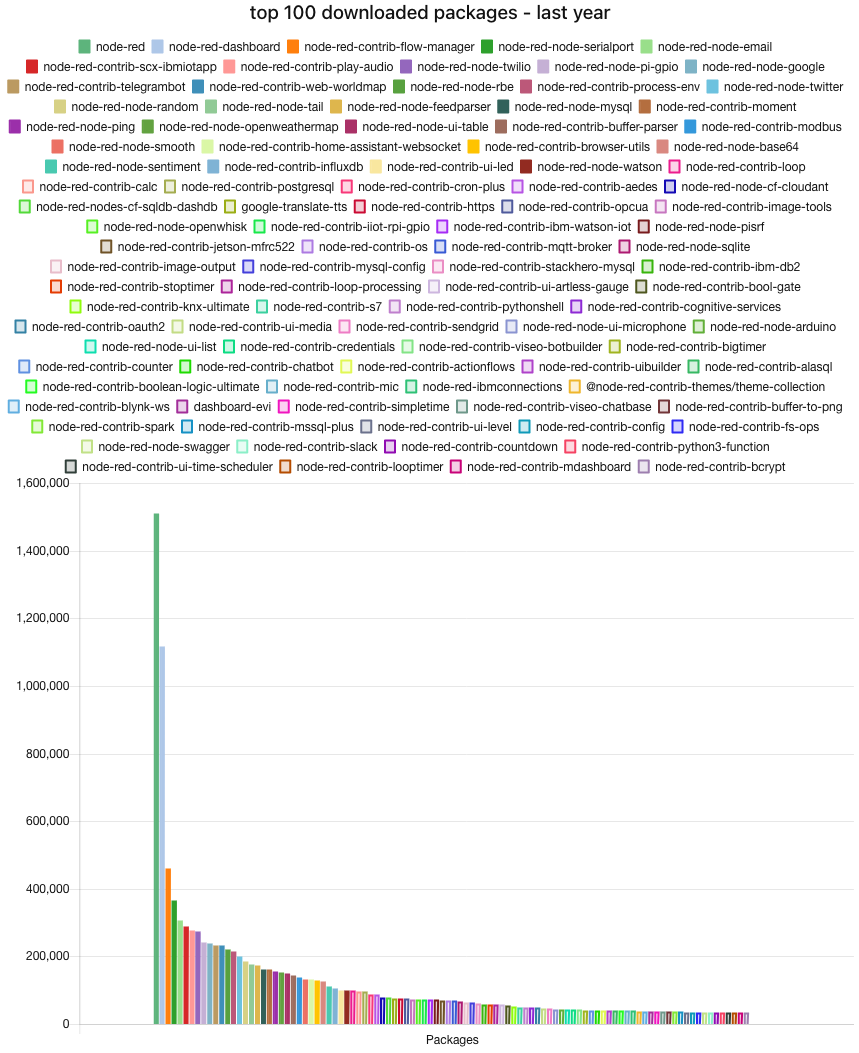 top 100 downloaded packages - last year
node-red node-red-dashboard node-red-contrib-flow-manager node-red-node-serialport node-red-node-email
node-red-contrib-scx-ibmiotapp node-red-contrib-play-audio node-red-node-twilio node-red-node-pi-gpio node-red-node-google
node-red-contrib-telegrambot node-red-contrib-web-worldmap node-red-node-rbe node-red-contrib-process-env node-red-node-twitter
node-red-node-random node-red-node-tail node-red-node-feedparser node-red-node-mysql node-red-contrib-moment
node-red-node-ping node-red-node-openweathermap node-red-node-ui-table node-red-contrib-buffer-parser node-red-contrib-modbus
node-red-node-smooth node-red-contrib-home-assistant-websocket node-red-contrib-browser-utils node-red-node-base64
node-red-node-sentiment node-red-contrib-influxdb node-red-contrib-ui-led node-red-node-watson node-red-contrib-loop
node-red-contrib-calc node-red-contrib-postgresql node-red-contrib-cron-plus node-red-contrib-aedes node-red-node-cf-cloudant
node-red-nodes-cf-sqldb-dashdb google-translate-tts node-red-contrib-https node-red-contrib-opcua node-red-contrib-image-tools
node-red-node-openwhisk node-red-contrib-iiot-rpi-gpio node-red-contrib-ibm-watson-iot node-red-node-pisrf
node-red-contrib-jetson-mfrc522 node-red-contrib-os node-red-contrib-mqtt-broker node-red-node-sqlite
node-red-contrib-image-output node-red-contrib-mysql-config node-red-contrib-stackhero-mysql node-red-contrib-ibm-db2
node-red-contrib-stoptimer node-red-contrib-loop-processing node-red-contrib-ui-artless-gauge node-red-contrib-bool-gate
node-red-contrib-knx-ultimate node-red-contrib-s7 node-red-contrib-pythonshell node-red-contrib-cognitive-services
node-red-contrib-oauth2 node-red-contrib-ui-media node-red-contrib-sendgrid node-red-node-ui-microphone node-red-node-arduino
node-red-node-ui-list node-red-contrib-credentials node-red-contrib-viseo-botbuilder node-red-contrib-bigtimer
node-red-contrib-counter node-red-contrib-chatbot node-red-contrib-actionflows node-red-contrib-uibuilder node-red-contrib-alasql
node-red-contrib-boolean-logic-ultimate node-red-contrib-mic node-red-ibmconnections @node-red-contrib-themes/theme-collection
node-red-contrib-blynk-ws dashboard-evi node-red-contrib-simpletime node-red-contrib-viseo-chatbase node-red-contrib-buffer-to-png
node-red-contrib-spark node-red-contrib-mssql-plus node-red-contrib-ui-level node-red-contrib-config node-red-contrib-fs-ops
node-red-node-swagger node-red-contrib-slack node-red-contrib-countdown node-red-contrib-python3-function
node-red-contrib-ui-time-scheduler node-red-contrib-looptimer node-red-contrib-mdashboard node-red-contrib-bcrypt
1,600,000
1,400,000
1,200,000
1,000,000
800,000
600,000
400,000
200,000
0
Packages